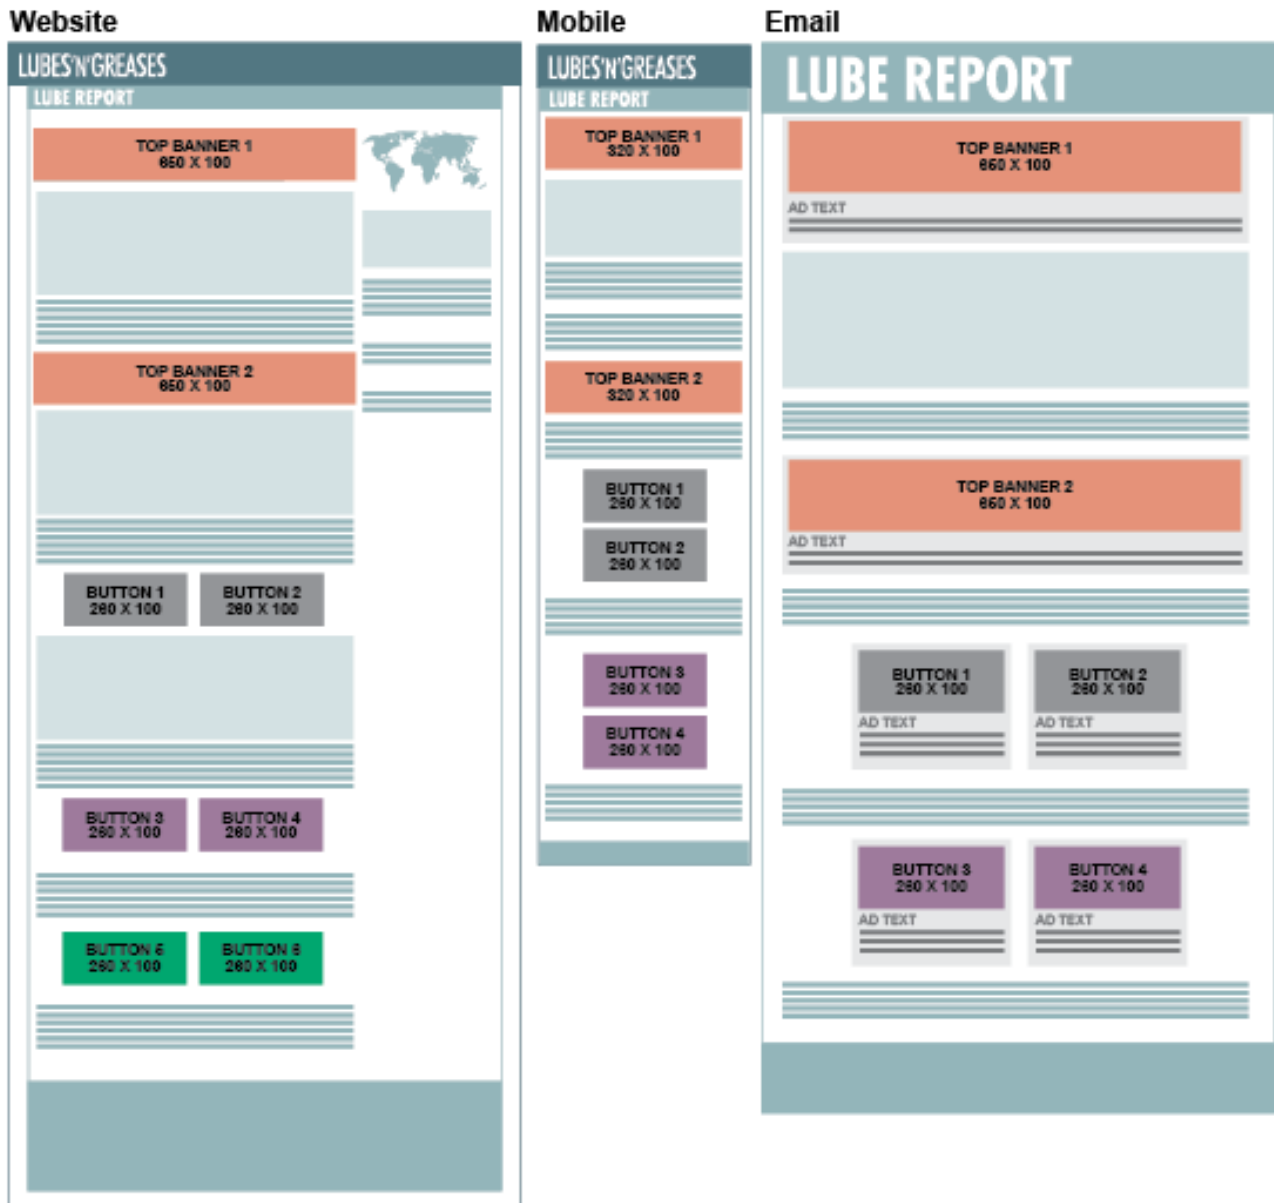 Website
LUBES'N'GREASES
LUBE REPORT
TOP BANNER 1
650 X 100
TOP BANNER 2
650 X 100
BUTTON 1
260 X 100
BUTTON 2
260 X 100
BUTTON 3
260 X 100
BUTTON 4
260 X 100
BUTTON 5
260 X 100
BUTTON 6
260 X 100
Mobile
LUBES'N'GREASES
LUBE REPORT
TOP BANNER 1
320 X 100
TOP BANNER 2
320 X 100
BUTTON 1
260 X 100
BUTTON 2
260 X 100
BUTTON 3
260 X 100
BUTTON 4
260 X 100
Email
LUBE REPORT
TOP BANNER 1
650 X 100
AD TEXT
TOP BANNER 2
650 X 100
AD TEXT
BUTTON 1
260 X 100
AD TEXT
BUTTON 2
260 X 100
AD TEXT
BUTTON 3
260 X 100
AD TEXT
BUTTON 4
260 X 100
AD TEXT